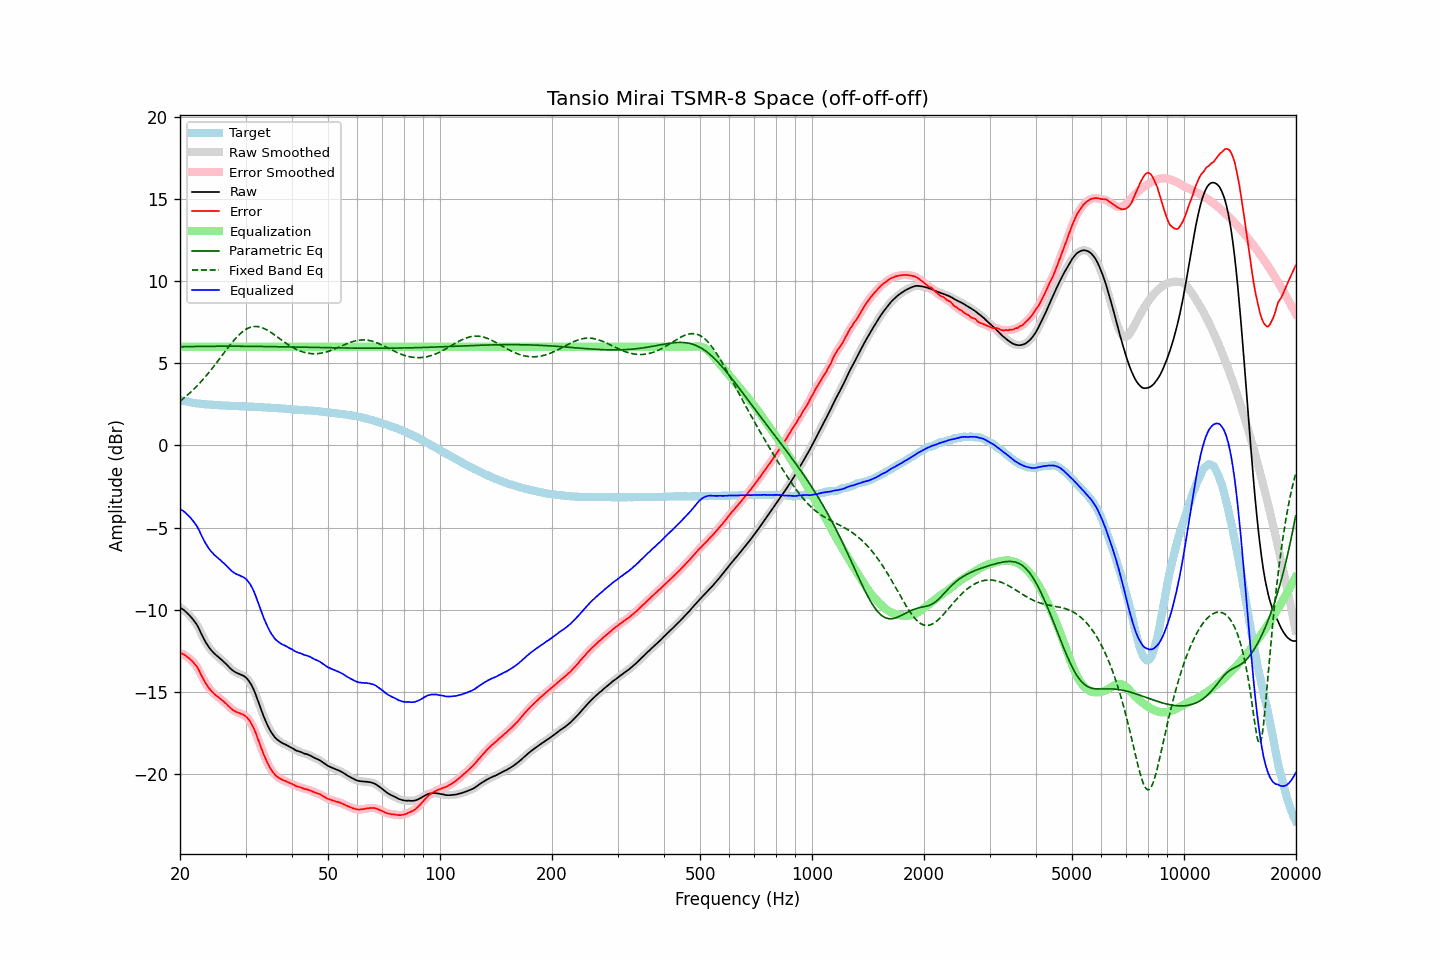 Tansio Mirai TSMR-8 Space (off-off-off)
Target
Raw Smoothed
Error Smoothed
Raw
Error
Equalization
Parametric Eq
Fixed Band Eq
Equalized
Amplitude (dBr)
20
15
10
5
0
−5
−10
−15
−20
20 50 100 200 500 1000 2000 5000 10000 20000
Frequency (Hz)